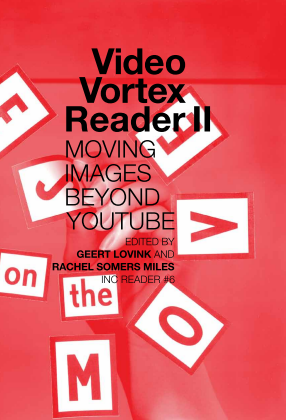 Video
Vortex
Reader II
MOVING
IMAGES
BEYOND
YOUTUBE
EDITED BY
GEERT LOVINK AND
RACHEL SOMERS MILES
INC READER #6
E
E
J
V
on
the
O
M